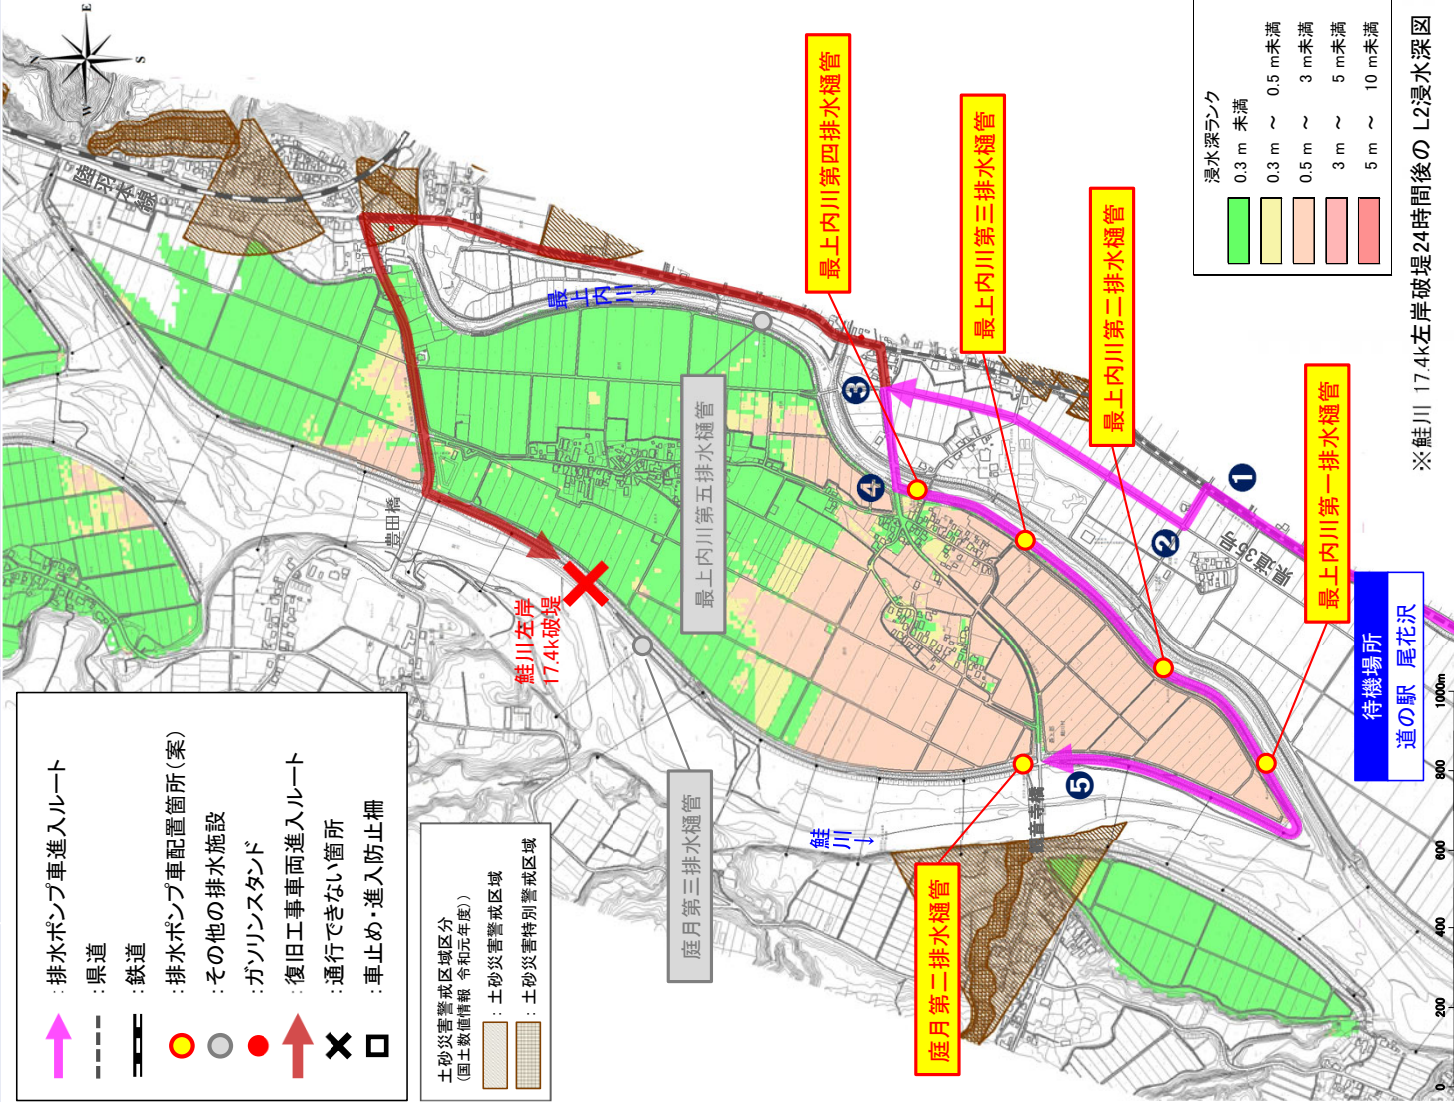 ：排水ポンプ車進入ルート
：県道
：鉄道
：排水ポンプ車配置箇所(案)
：その他の排水施設
：ガソリンスタンド
：復旧工事車両進入ルート
：通行できない箇所
：車止め・進入防止柵
土砂災害警戒区域区分
(国土数値情報 令和元年度))
：土砂災害警戒区域
：土砂災害特別警戒区域
N
E
S
W
陸羽本線
最上内川
→
豊田橋
鮭川左岸
17.4k破堤
最上内川第五排水樋管
庭月第三排水樋管
鮭川
→
庭月第二排水樋管
観音寺橋
最上内川第四排水樋管
最上内川第三排水樋管
最上内川第二排水樋管
最上内川第一排水樋管
❶
❷
❸
❹
❺
県道36号
待機場所
道の駅 尾花沢
浸水深ランク
0.3 m 未満
0.3 m ～ 0.5 m未満
0.5 m ～ 3 m未満
3 m ～ 5 m未満
5 m ～ 10 m未満
※鮭川 17.4k左岸破堤24時間後の L2浸水深図
0 200 400 600 800 1000m